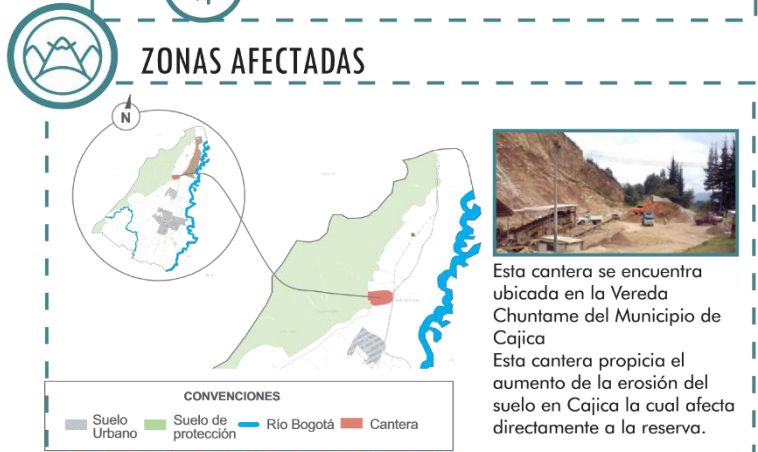 ZONAS AFECTADAS
N
Esta cantera se encuentra
ubicada en la Vereda
Chuntame del Municipio de
Cajica
Esta cantera propicia el
aumento de la erosión del
suelo en Cajica la cual afecta
directamente a la reserva.
CONVENCIONES
Suelo
Urbano
Suelo de
protección
Río Bogotá
Cantera